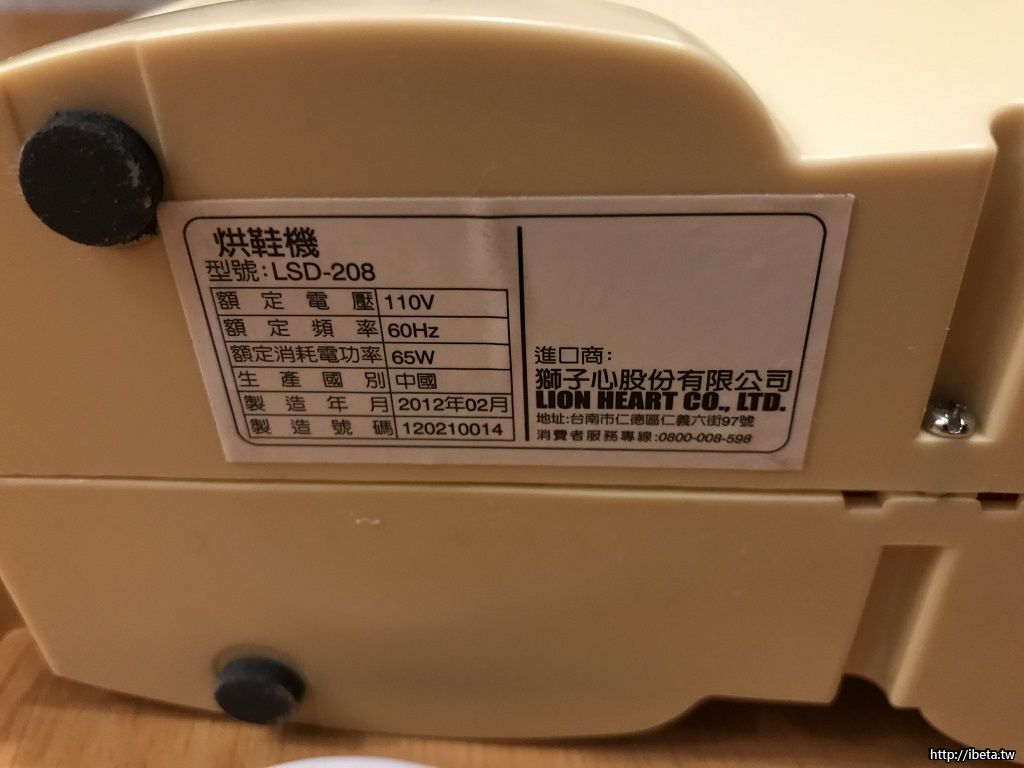 烘鞋機
型號:LSD-208
額定電壓 110V
額定頻率 60Hz
額定消耗電功率 65W
生產國別 中國
製造年月 2012年02月
製造號碼 120210014
進口商:
獅子心股份有限公司
LION HEART CO., LTD.
地址:台南市仁德區仁義六街97號
消費者服務專線:0800-008-598
http://ibeta.tw